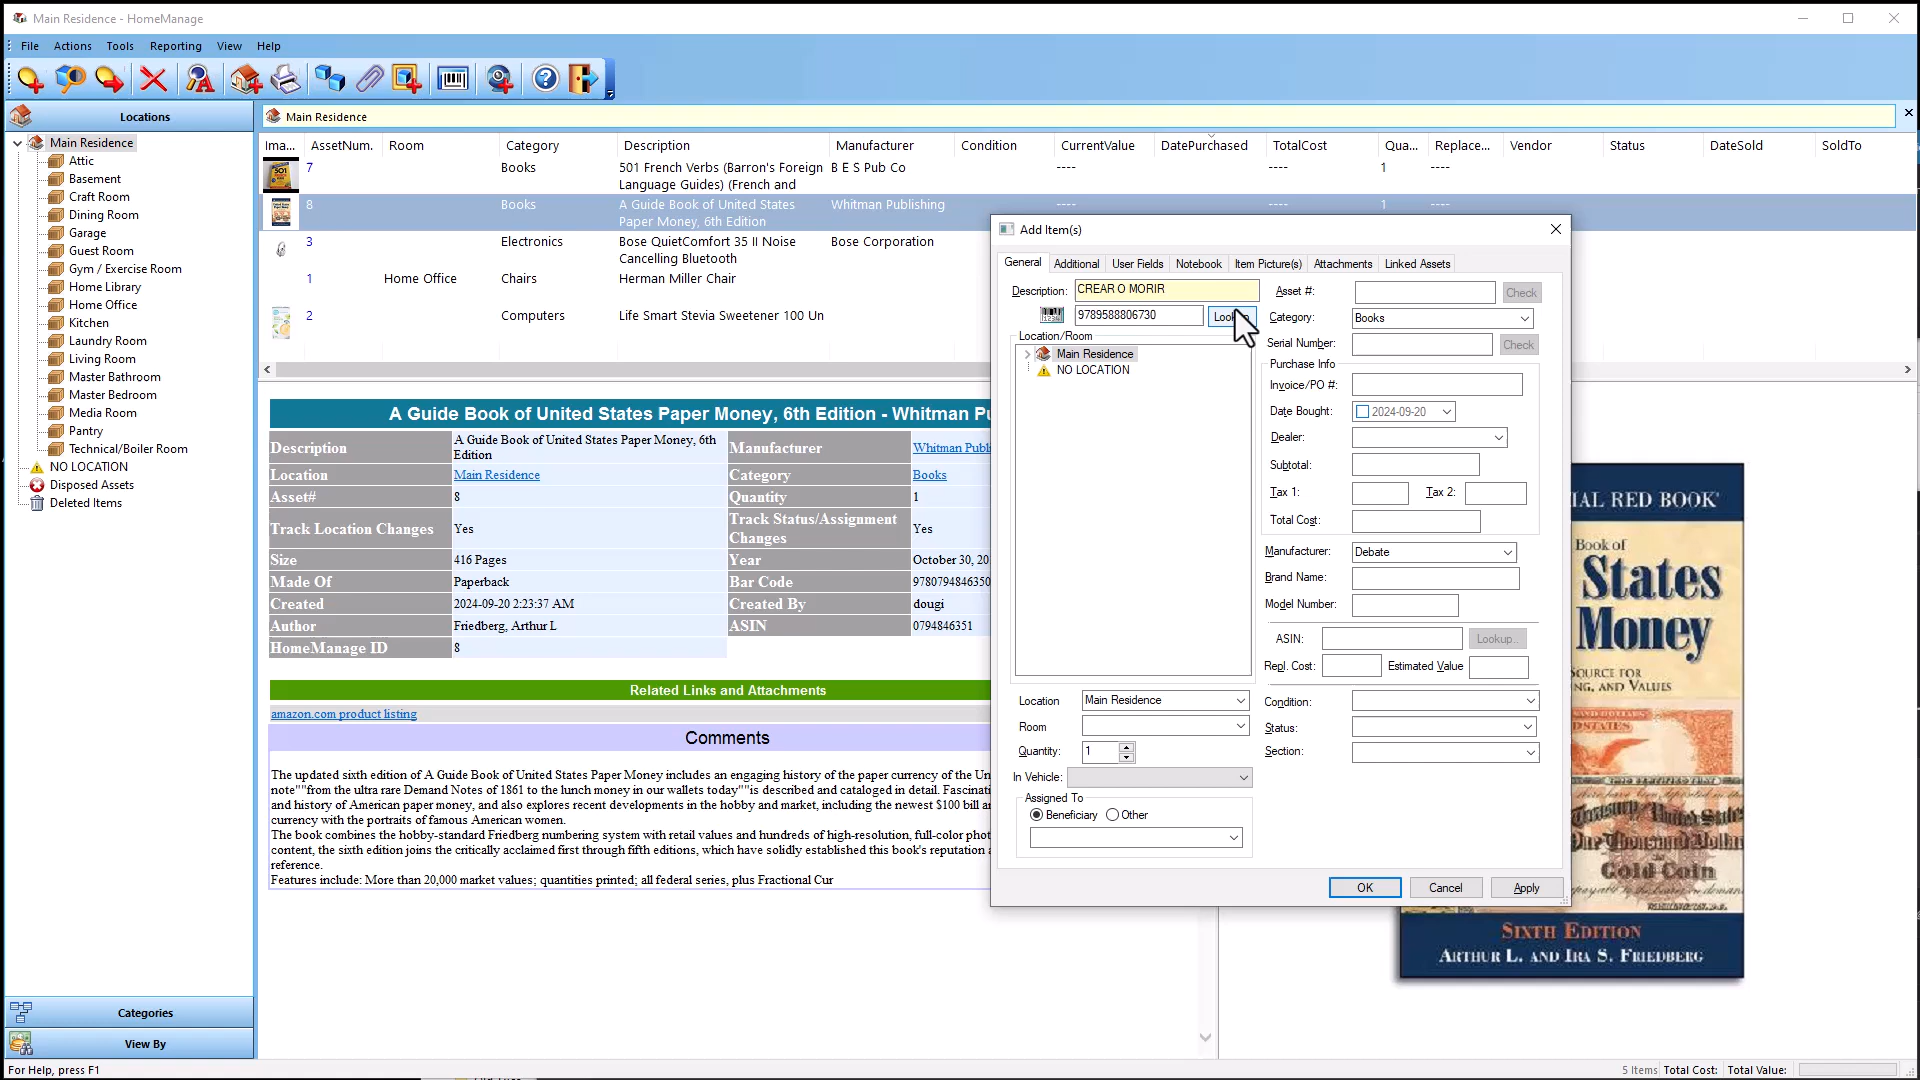 Main Residence - HomeManage
File Actions Tools Reporting View Help
Locations
Main Residence
Main Residence
Attic
Basement
Craft Room
Dining Room
Garage
Guest Room
Gym / Exercise Room
Home Library
Home Office
Kitchen
Laundry Room
Living Room
Master Bathroom
Master Bedroom
Media Room
Pantry
Technical/Boiler Room
NO LOCATION
Disposed Assets
Deleted Items
Categories
View By
Ima... AssetNum. Room Category Description Manufacturer Condition CurrentValue DatePurchased TotalCost Qua... Replace... Vendor Status DateSold SoldTo
7 Books 501 French Verbs (Barron's Foreign B E S Pub Co ---- ---- 1 ----
Language Guides) (French and
8 Books A Guide Book of United States Whitman Publishing ---- ---- 1 ----
Paper Money, 6th Edition
3 Electronics Bose QuietComfort 35 II Noise Bose Corporation
Cancelling Bluetooth
1 Home Office Chairs Herman Miller Chair
2 Computers Life Smart Stevia Sweetener 100 Un
A Guide Book of United States Paper Money, 6th Edition - Whitman Pu
Description A Guide Book of United States Paper Money, 6th Edition Manufacturer Whitman Publi
Location Main Residence Category Books
Asset# 8 Quantity 1
Track Location Changes Yes Track Status/Assignment Changes Yes
Size 416 Pages Year October 30, 20
Made Of Paperback Bar Code 9780794846350
Created 2024-09-20 2:23:37 AM Created By dougi
Author Friedberg, Arthur L ASIN 0794846351
HomeManage ID 8
Related Links and Attachments
amazon.com product listing
Comments
The updated sixth edition of A Guide Book of United States Paper Money includes an engaging history of the paper currency of the Un
note""from the ultra rare Demand Notes of 1861 to the lunch money in our wallets today""is described and cataloged in detail. Fascinati
and history of American paper money, and also explores recent developments in the hobby and market, including the newest $100 bill an
currency with the portraits of famous American women.
The book combines the hobby-standard Friedberg numbering system with retail values and hundreds of high-resolution, full-color phot
content, the sixth edition joins the critically acclaimed first through fifth editions, which have solidly established this book's reputation a
reference.
Features include: More than 20,000 market values; quantities printed; all federal series, plus Fractional Cur
Add Item(s)
General Additional User Fields Notebook Item Picture(s) Attachments Linked Assets
Description: CREAR O MORIR
9789588806730
Location/Room
Main Residence
NO LOCATION
Location Main Residence
Room
Quantity: 1
In Vehicle:
Assigned To
Beneficiary Other
Asset #: Check
Category: Books
Serial Number: Check
Purchase Info
Invoice/PO #:
Date Bought: 2024-09-20
Dealer:
Subtotal:
Tax 1: Tax 2:
Total Cost:
Manufacturer: Debate
Brand Name:
Model Number:
ASIN: Lookup..
Repl. Cost: Estimated Value
Condition:
Status:
Section:
OK Cancel Apply
IAL RED BOOK
Book of
States
Money
SOURCE FOR
NG, AND VALUES
Gold Coin
SIXTH EDITION
ARTHUR L. AND IRA S. FRIEDBERG
For Help, press F1
5 Items Total Cost: Total Value: